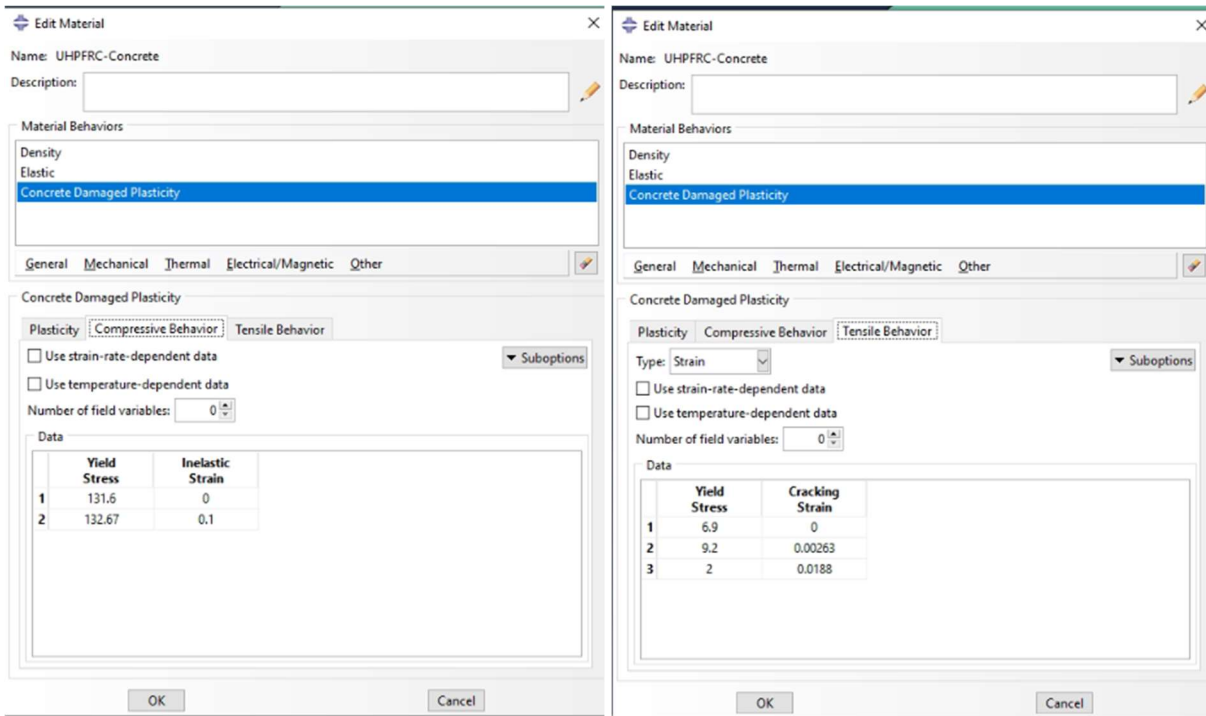 Edit Material
Name: UHPFRC-Concrete
Description:
Material Behaviors
Density
Elastic
Concrete Damaged Plasticity
General Mechanical Thermal Electrical/Magnetic Other
Concrete Damaged Plasticity
Plasticity Compressive Behavior Tensile Behavior
Use strain-rate-dependent data
Suboptions
Use temperature-dependent data
Number of field variables: 0
Data
Yield Stress Inelastic Strain
1 131.6 0
2 132.67 0.1
OK Cancel
Edit Material
Name: UHPFRC-Concrete
Description:
Material Behaviors
Density
Elastic
Concrete Damaged Plasticity
General Mechanical Thermal Electrical/Magnetic Other
Concrete Damaged Plasticity
Plasticity Compressive Behavior Tensile Behavior
Type: Strain
Suboptions
Use strain-rate-dependent data
Use temperature-dependent data
Number of field variables: 0
Data
Yield Stress Cracking Strain
1 6.9 0
2 9.2 0.00263
3 2 0.0188
OK Cancel